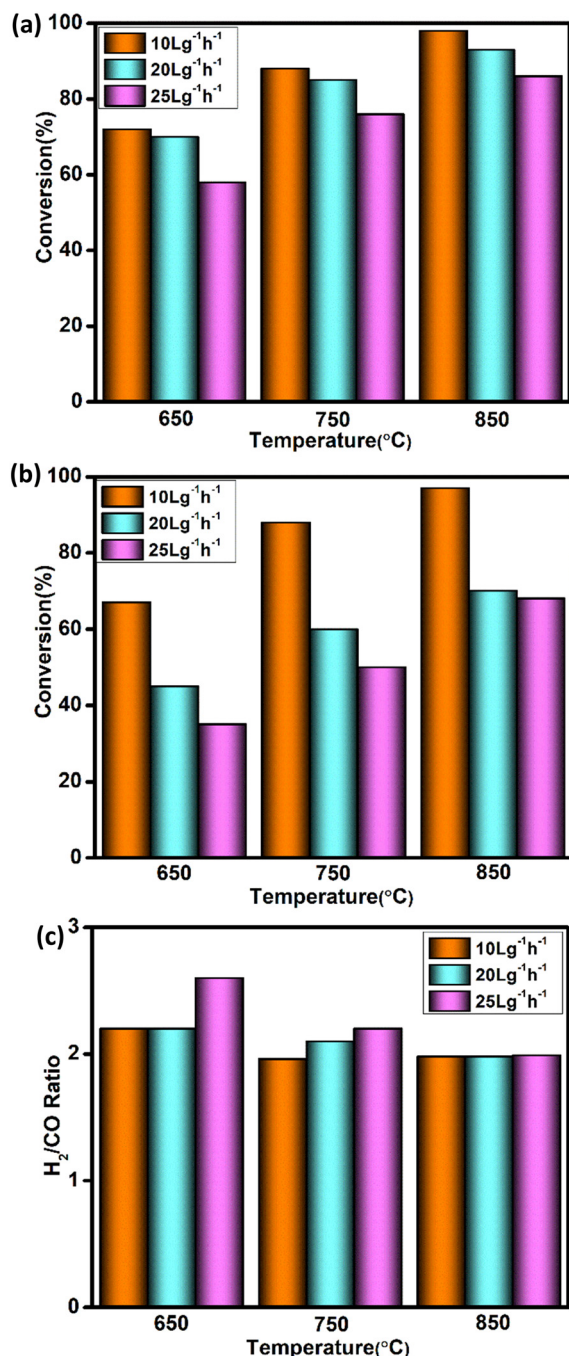 (a)
10Lg⁻¹h⁻¹
20Lg⁻¹h⁻¹
25Lg⁻¹h⁻¹
Conversion(%)
100
80
60
40
20
0
650 750 850
Temperature(°C)
(b)
10Lg⁻¹h⁻¹
20Lg⁻¹h⁻¹
25Lg⁻¹h⁻¹
Conversion(%)
100
80
60
40
20
0
650 750 850
Temperature(°C)
(c)
10Lg⁻¹h⁻¹
20Lg⁻¹h⁻¹
25Lg⁻¹h⁻¹
H₂/CO Ratio
3
2
1
0
650 750 850
Temperature(°C)